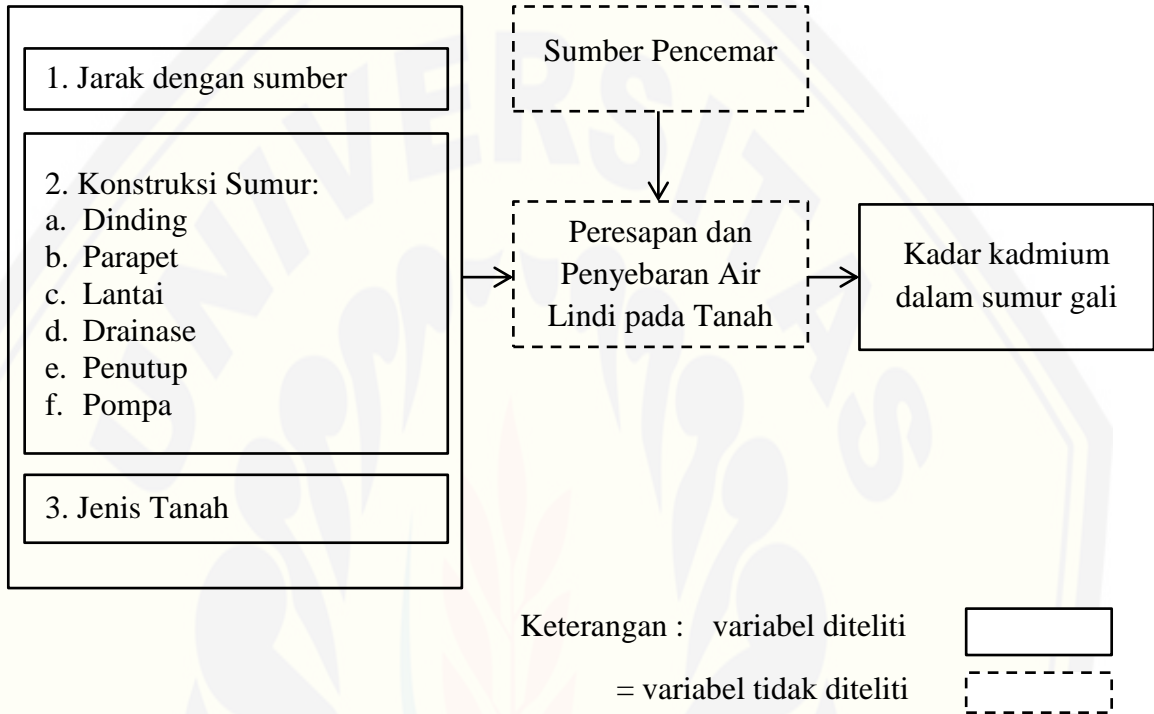 1. Jarak dengan sumber
2. Konstruksi Sumur:
a. Dinding
b. Parapet
c. Lantai
d. Drainase
e. Penutup
f. Pompa
3. Jenis Tanah
Sumber Pencemar
Peresapan dan
Penyebaran Air
Lindi pada Tanah
Kadar kadmium
dalam sumur gali
Keterangan : variabel diteliti
= variabel tidak diteliti
UNIVERSITAS